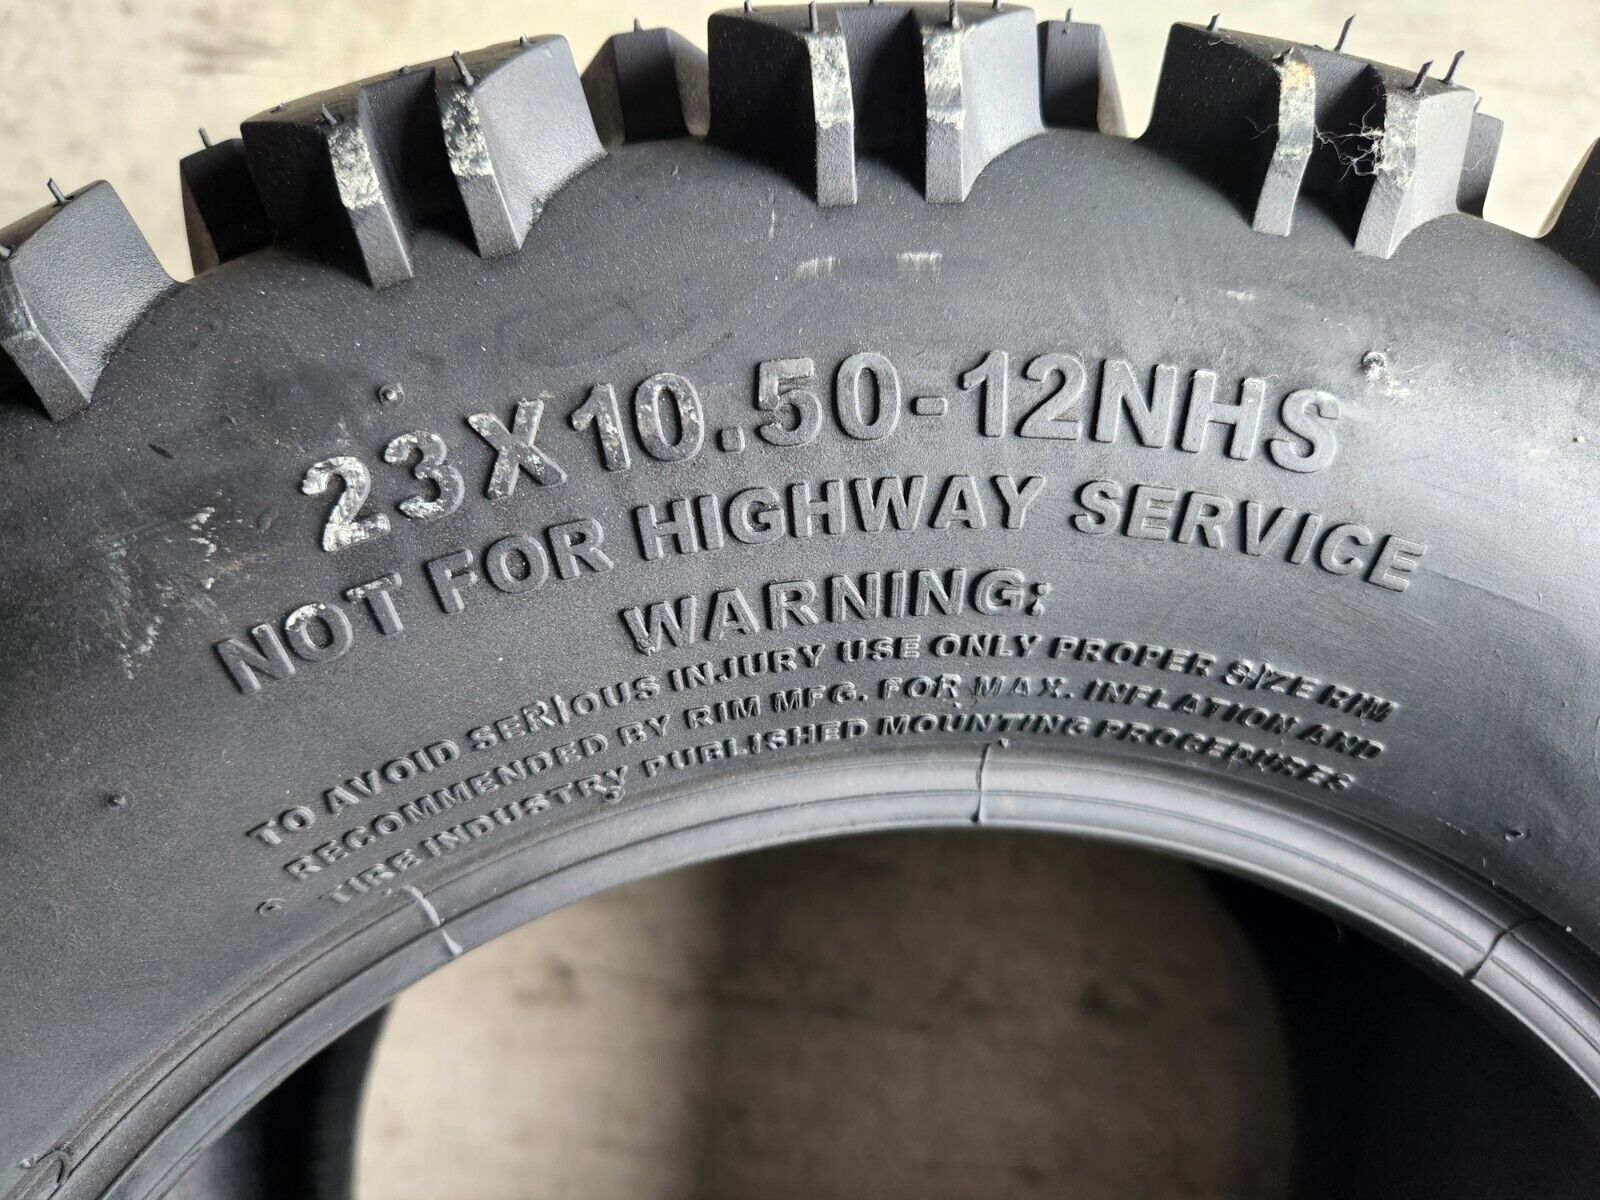 23X10.50-12NHS
NOT FOR HIGHWAY SERVICE
WARNING:
TO AVOID SERIOUS INJURY USE ONLY PROPER SIZE RIM
RECOMMENDED BY RIM MFG. FOR MAX. INFLATION AND
TIRE INDUSTRY PUBLISHED MOUNTING PROCEDURES